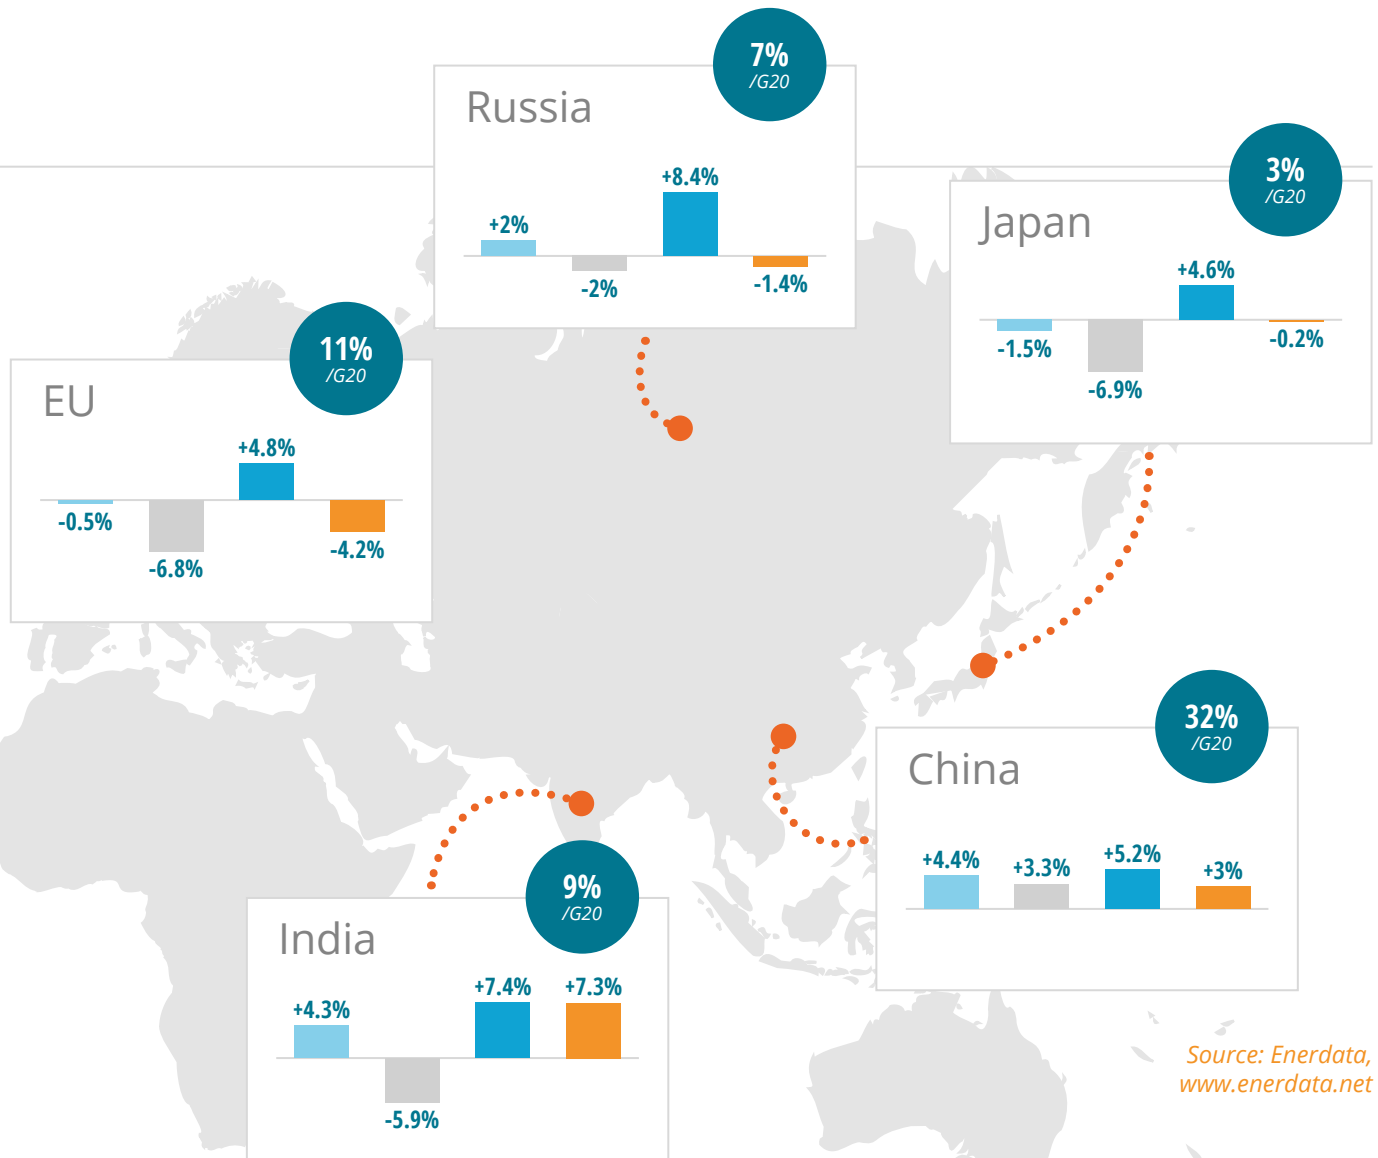 7%
/G20
Russia
+2%
-2%
+8.4%
-1.4%
3%
/G20
Japan
-1.5%
-6.9%
+4.6%
-0.2%
11%
/G20
EU
-0.5%
-6.8%
+4.8%
-4.2%
32%
/G20
China
+4.4%
+3.3%
+5.2%
+3%
9%
/G20
India
+4.3%
-5.9%
+7.4%
+7.3%
Source: Enerdata,
www.enerdata.net